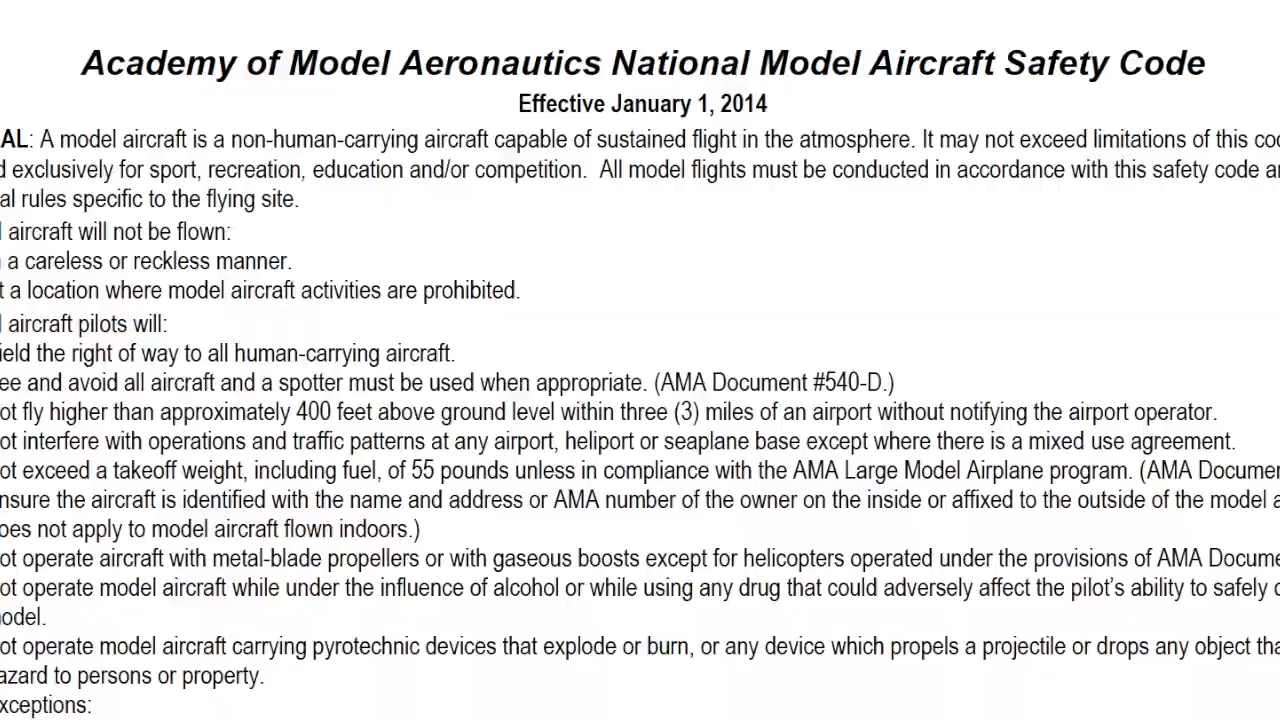 Academy of Model Aeronautics National Model Aircraft Safety Code
Effective January 1, 2014
AL: A model aircraft is a non-human-carrying aircraft capable of sustained flight in the atmosphere. It may not exceed limitations of this co
d exclusively for sport, recreation, education and/or competition. All model flights must be conducted in accordance with this safety code a
al rules specific to the flying site.
l aircraft will not be flown:
a careless or reckless manner.
t a location where model aircraft activities are prohibited.
l aircraft pilots will:
ield the right of way to all human-carrying aircraft.
ee and avoid all aircraft and a spotter must be used when appropriate. (AMA Document #540-D.)
ot fly higher than approximately 400 feet above ground level within three (3) miles of an airport without notifying the airport operator.
ot interfere with operations and traffic patterns at any airport, heliport or seaplane base except where there is a mixed use agreement.
ot exceed a takeoff weight, including fuel, of 55 pounds unless in compliance with the AMA Large Model Airplane program. (AMA Documen
nsure the aircraft is identified with the name and address or AMA number of the owner on the inside or affixed to the outside of the model a
oes not apply to model aircraft flown indoors.)
ot operate aircraft with metal-blade propellers or with gaseous boosts except for helicopters operated under the provisions of AMA Docume
ot operate model aircraft while under the influence of alcohol or while using any drug that could adversely affect the pilot’s ability to safely c
odel.
ot operate model aircraft carrying pyrotechnic devices that explode or burn, or any device which propels a projectile or drops any object tha
azard to persons or property.
xceptions: